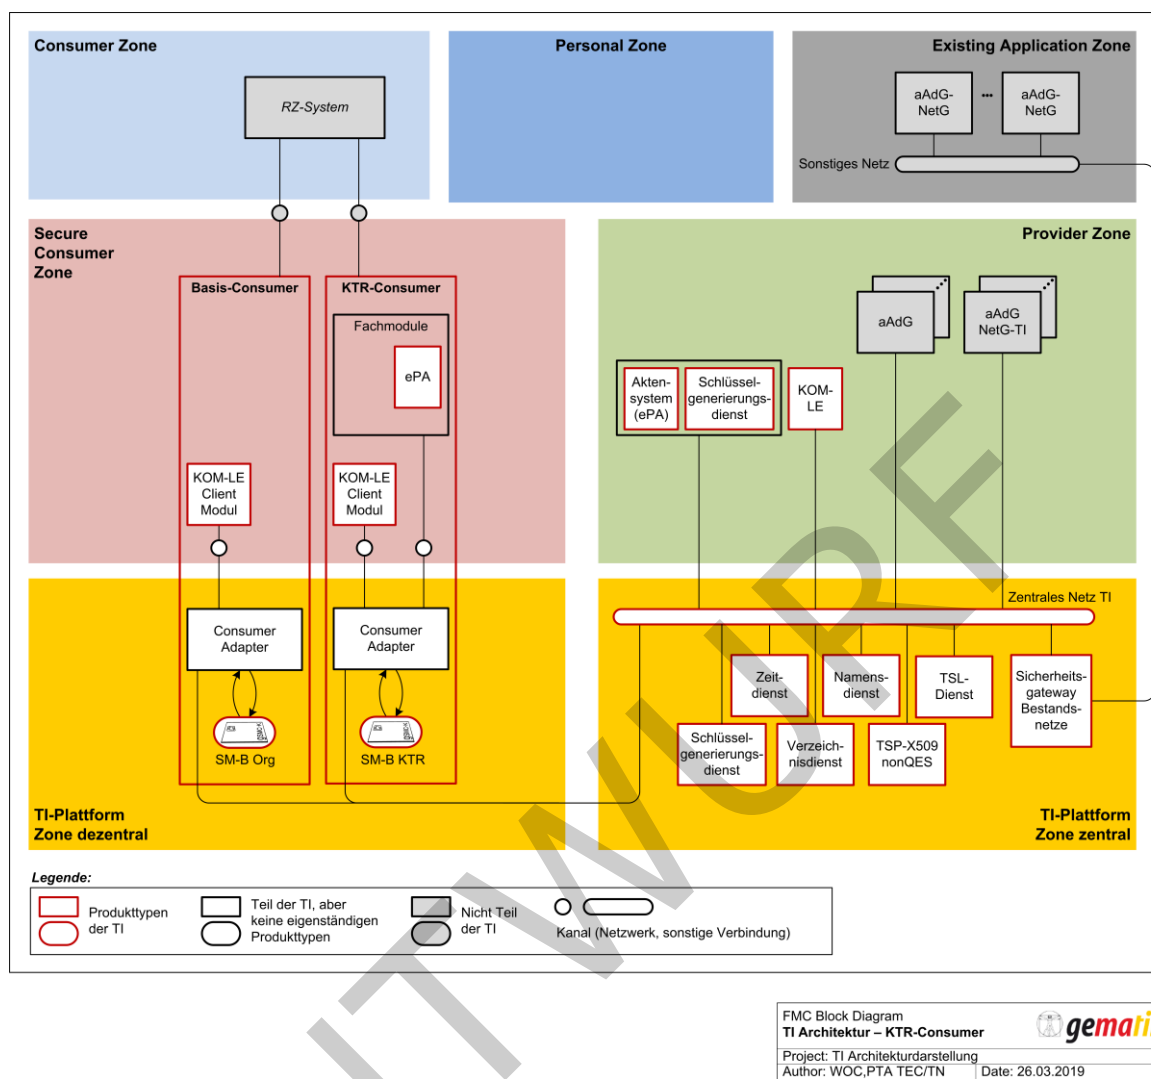 Consumer Zone
RZ-System
Personal Zone
Existing Application Zone
aAdG-
NetG
...
aAdG-
NetG
Sonstiges Netz
Secure
Consumer
Zone
Basis-Consumer
KOM-LE
Client
Modul
KTR-Consumer
Fachmodule
ePA
KOM-LE
Client
Modul
Provider Zone
aAdG
aAdG
NetG-TI
Akten-
system
(ePA)
Schlüssel-
generierungs-
dienst
KOM-
LE
Consumer
Adapter
SM-B Org
Consumer
Adapter
SM-B KTR
TI-Plattform
Zone dezentral
Zentrales Netz TI
Zeit-
dienst
Namens-
dienst
TSL-
Dienst
Sicherheits-
gateway
Bestands-
netze
Schlüssel-
generierungs-
dienst
Verzeich-
nisdienst
TSP-X509
nonQES
TI-Plattform
Zone zentral
Legende:
Produkttypen
der TI
Teil der TI, aber
keine eigenständigen
Produkttypen
Nicht Teil
der TI
Kanal (Netzwerk, sonstige Verbindung)
FMC Block Diagram
TI Architektur – KTR-Consumer
gemati
Project: TI Architekturdarstellung
Author: WOC,PTA TEC/TN
Date: 26.03.2019
NTWURF